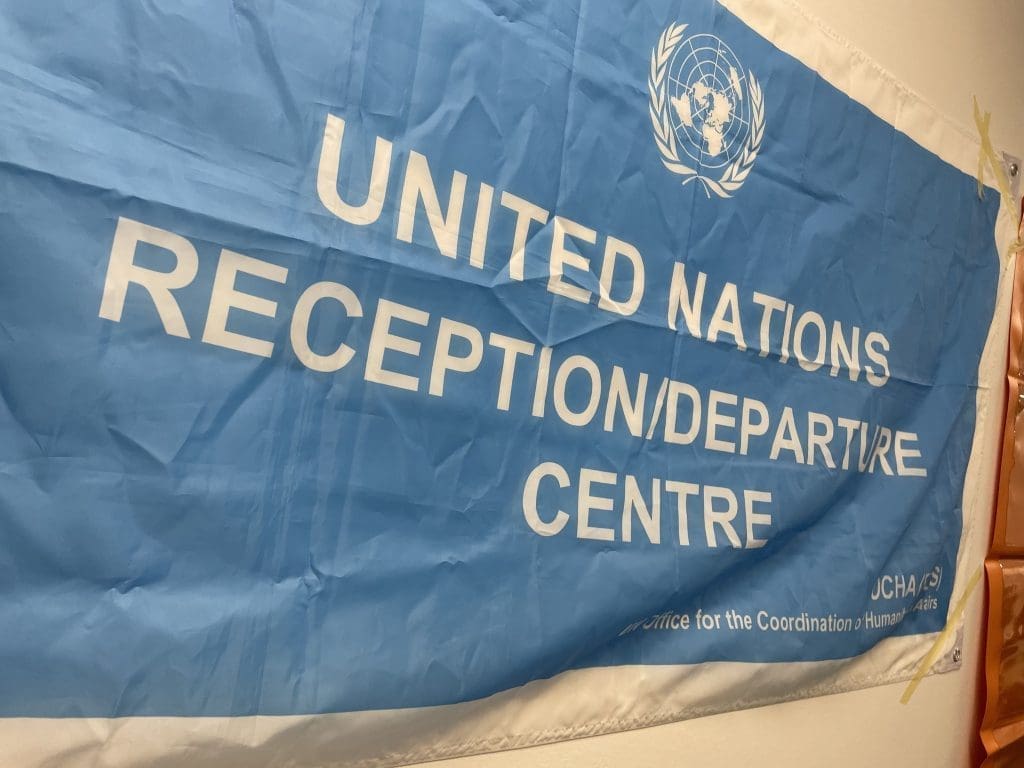 UNITED NATIONS
RECEPTION/DEPARTURE
CENTRE
Office for the Coordination